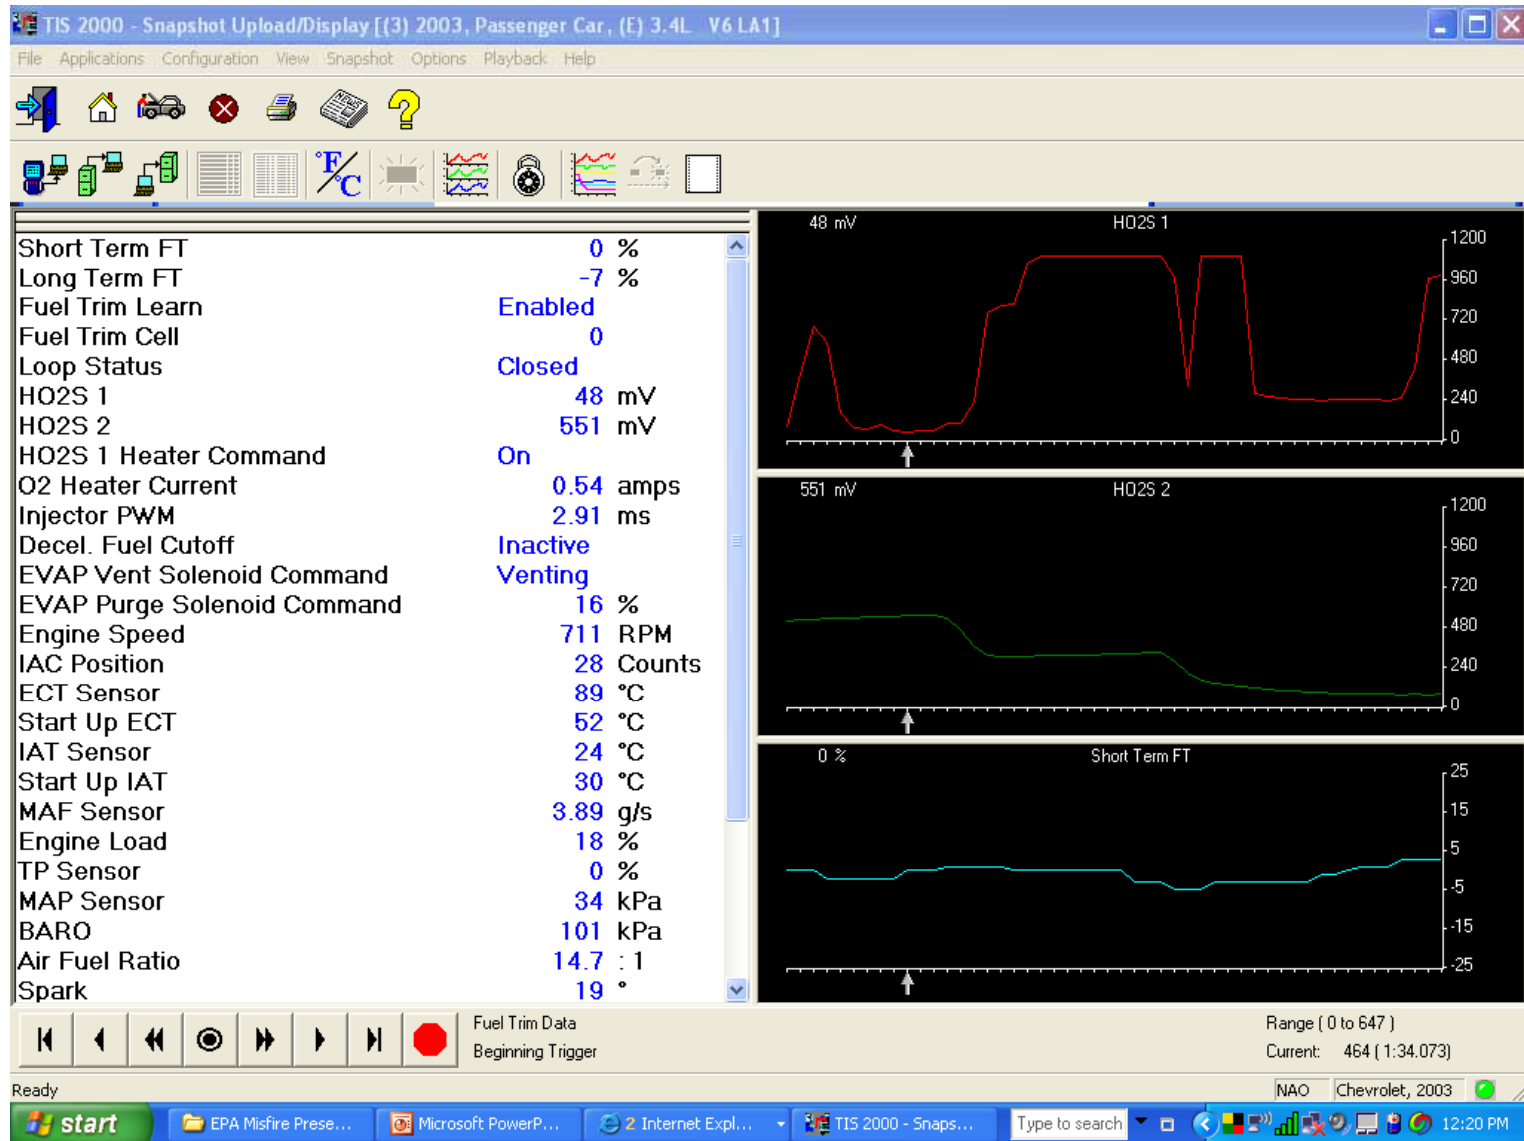 TIS 2000 - Snapshot Upload/Display [(3) 2003, Passenger Car, (E) 3.4L V6 LA1]
File Applications Configuration View Snapshot Options Playback Help
NEWS
°F/°C
Short Term FT 0 %
Long Term FT -7 %
Fuel Trim Learn Enabled
Fuel Trim Cell 0
Loop Status Closed
HO2S 1 48 mV
HO2S 2 551 mV
HO2S 1 Heater Command On
O2 Heater Current 0.54 amps
Injector PWM 2.91 ms
Decel. Fuel Cutoff Inactive
EVAP Vent Solenoid Command Venting
EVAP Purge Solenoid Command 16 %
Engine Speed 711 RPM
IAC Position 28 Counts
ECT Sensor 89 °C
Start Up ECT 52 °C
IAT Sensor 24 °C
Start Up IAT 30 °C
MAF Sensor 3.89 g/s
Engine Load 18 %
TP Sensor 0 %
MAP Sensor 34 kPa
BARO 101 kPa
Air Fuel Ratio 14.7 : 1
Spark 19 °
48 mV HO2S 1
1200
960
720
480
240
0
551 mV HO2S 2
1200
960
720
480
240
0
0 % Short Term FT
25
15
5
-5
-15
-25
Fuel Trim Data
Beginning Trigger
Range ( 0 to 647 )
Current: 464 ( 1:34.073)
Ready
NAO Chevrolet, 2003
start EPA Misfire Prese... Microsoft PowerP... 2 Internet Expl... TIS 2000 - Snaps... Type to search 12:20 PM